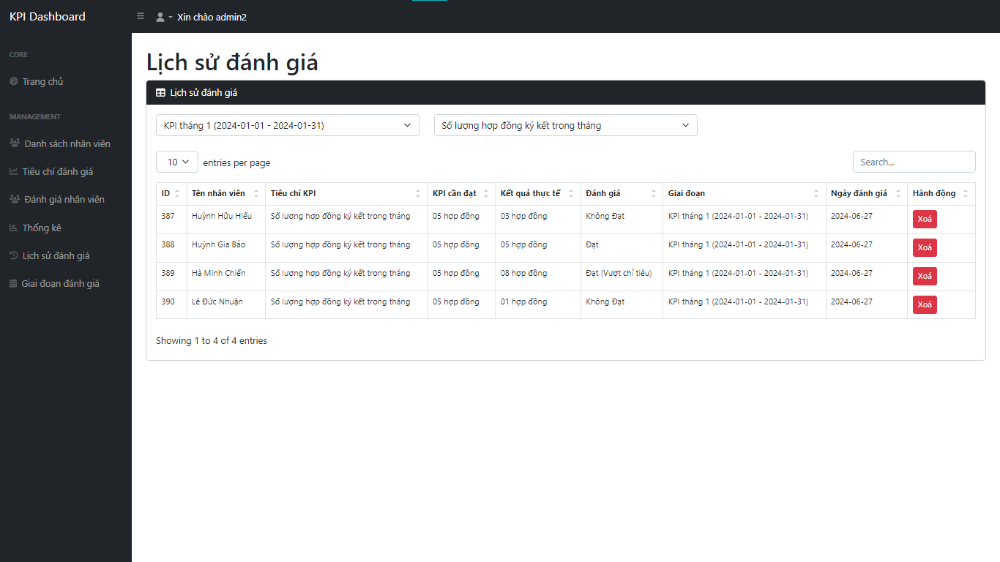 KPI Dashboard
Xin chào admin2
CORE
Trang chủ
MANAGEMENT
Danh sách nhân viên
Tiêu chí đánh giá
Đánh giá nhân viên
Thống kê
Lịch sử đánh giá
Giai đoạn đánh giá
Lịch sử đánh giá
Lịch sử đánh giá
KPI tháng 1 (2024-01-01 - 2024-01-31) Số lượng hợp đồng ký kết trong tháng
10 entries per page Search...
ID Tên nhân viên Tiêu chí KPI KPI cần đạt Kết quả thực tế Đánh giá Giai đoạn Ngày đánh giá Hành động
387 Huỳnh Hữu Hiếu Số lượng hợp đồng ký kết trong tháng 05 hợp đồng 03 hợp đồng Không Đạt KPI tháng 1 (2024-01-01 - 2024-01-31) 2024-06-27 Xoá
388 Huỳnh Gia Bảo Số lượng hợp đồng ký kết trong tháng 05 hợp đồng 05 hợp đồng Đạt KPI tháng 1 (2024-01-01 - 2024-01-31) 2024-06-27 Xoá
389 Hà Minh Chiến Số lượng hợp đồng ký kết trong tháng 05 hợp đồng 08 hợp đồng Đạt (Vượt chỉ tiêu) KPI tháng 1 (2024-01-01 - 2024-01-31) 2024-06-27 Xoá
390 Lê Đức Nhuận Số lượng hợp đồng ký kết trong tháng 05 hợp đồng 01 hợp đồng Không Đạt KPI tháng 1 (2024-01-01 - 2024-01-31) 2024-06-27 Xoá
Showing 1 to 4 of 4 entries